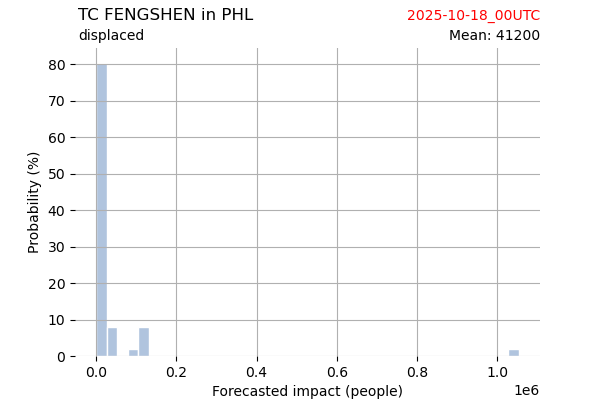 TC FENGSHEN in PHL
2025-10-18_00UTC
displaced
Mean: 41200
Probability (%)
80
70
60
50
40
30
20
10
0
0.0 0.2 0.4 0.6 0.8 1.0
1e6
Forecasted impact (people)